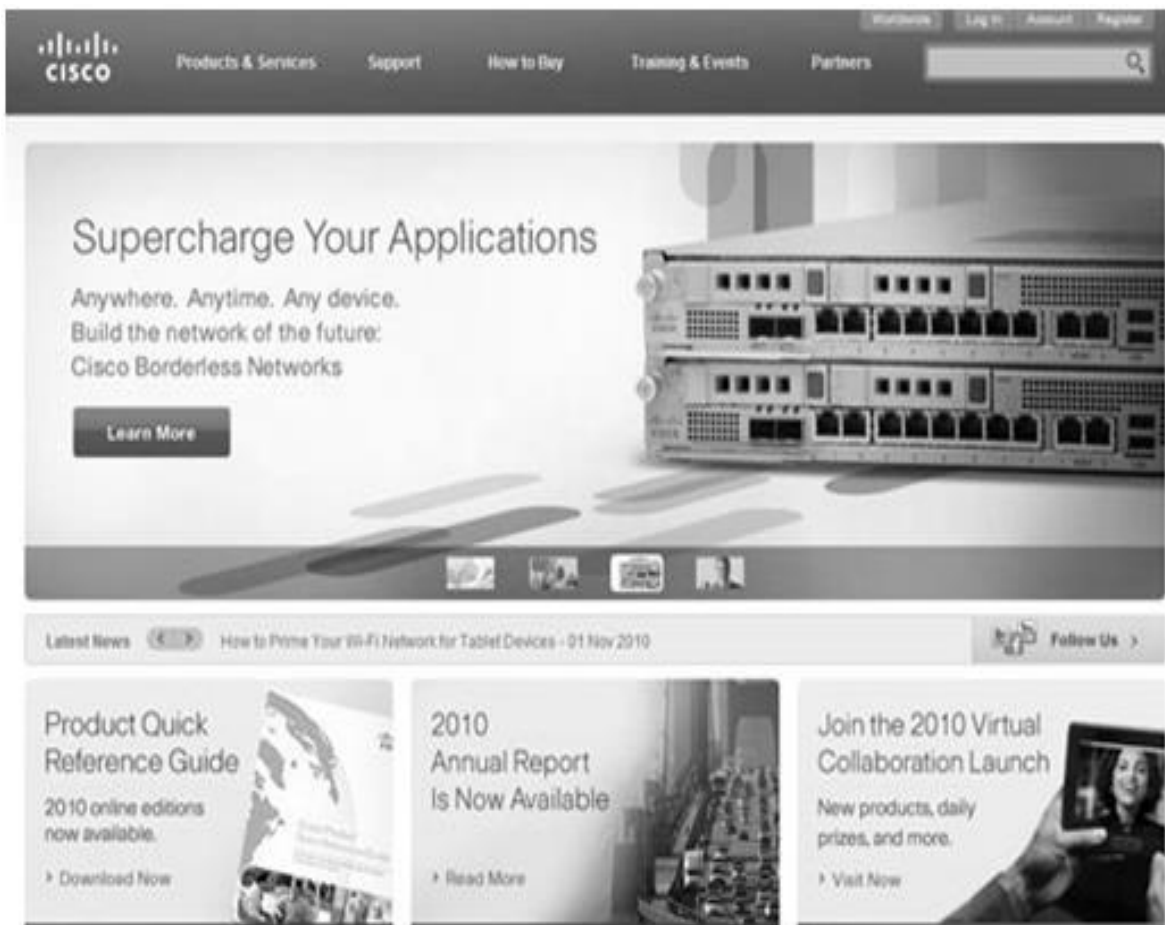 Worldwide Log In Account Register
CISCO
Products & Services Support How to Buy Training & Events Partners
Supercharge Your Applications
Anywhere. Anytime. Any device.
Build the network of the future:
Cisco Borderless Networks
Learn More
Latest News How to Prime Your Wi-Fi Network for Tablet Devices - 01 Nov 2010
Follow Us
Product Quick
Reference Guide
2010 online editions
now available.
Download Now
2010
Annual Report
Is Now Available
Read More
Join the 2010 Virtual
Collaboration Launch
New products, daily
prizes, and more.
Visit Now